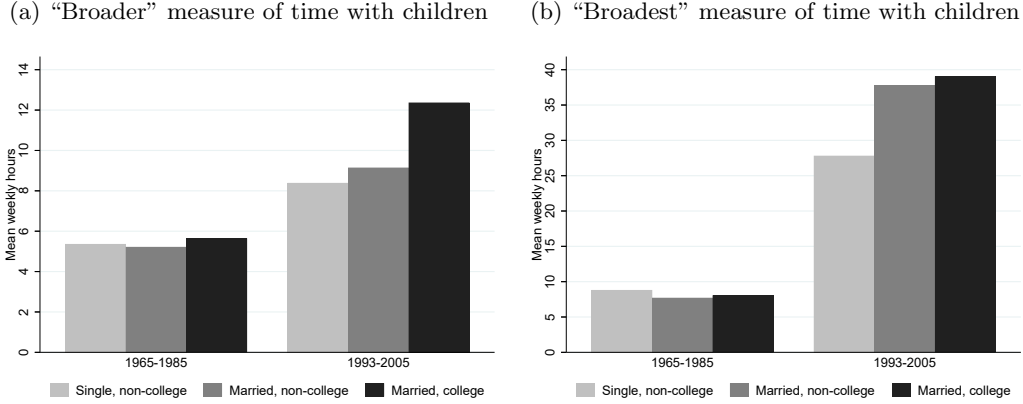 (a) “Broader” measure of time with children
Mean weekly hours
14
12
10
8
6
4
2
0
1965-1985
1993-2005
Single, non-college
Married, non-college
Married, college
(b) “Broadest” measure of time with children
Mean weekly hours
40
35
30
25
20
15
10
5
0
1965-1985
1993-2005
Single, non-college
Married, non-college
Married, college